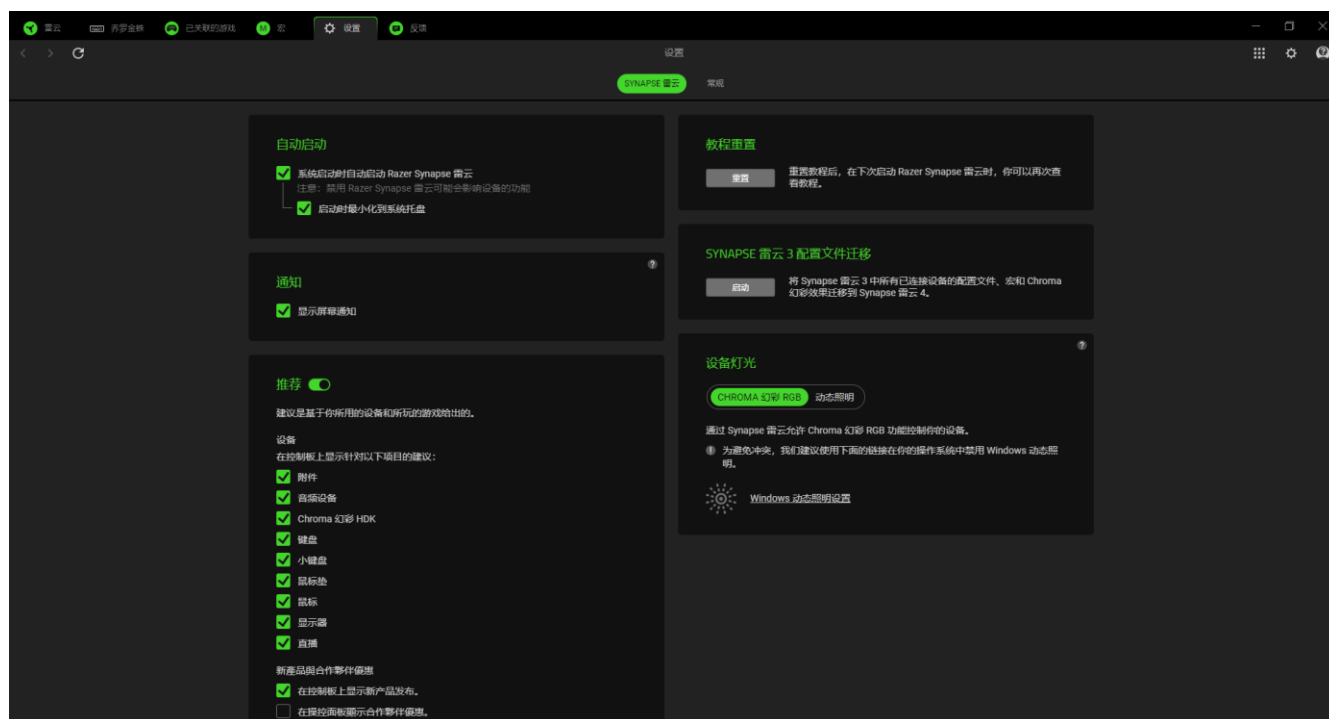 雷云
乔罗金蛛
已关联的游戏
宏
设置
反馈
设置
SYNAPSE 雷云
常规
自动启动
系统启动时自动启动 Razer Synapse 雷云
注意：禁用 Razer Synapse 雷云可能会影响设备的功能
启动时最小化到系统托盘
通知
显示屏幕通知
推荐
建议是基于你所用的设备和所玩的游戏给出的。
设备
在控制板上显示针对以下项目的建议：
附件
音频设备
Chroma 幻彩 HDK
键盘
小键盘
鼠标垫
鼠标
显示器
直播
新產品與合作夥伴優惠
在控制板上显示新产品发布。
在操控面板顯示合作夥伴優惠。
教程重置
重置
重置教程后，在下次启动 Razer Synapse 雷云时，你可以再次查
看教程。
SYNAPSE 雷云 3 配置文件迁移
启动
将 Synapse 雷云 3 中所有已连接设备的配置文件、宏和 Chroma
幻彩效果迁移到 Synapse 雷云 4。
设备灯光
CHROMA 幻彩 RGB
动态照明
通过 Synapse 雷云允许 Chroma 幻彩 RGB 功能控制你的设备。
为避免冲突，我们建议使用下面的链接在你的操作系统中禁用 Windows 动态照
明。
Windows 动态照明设置